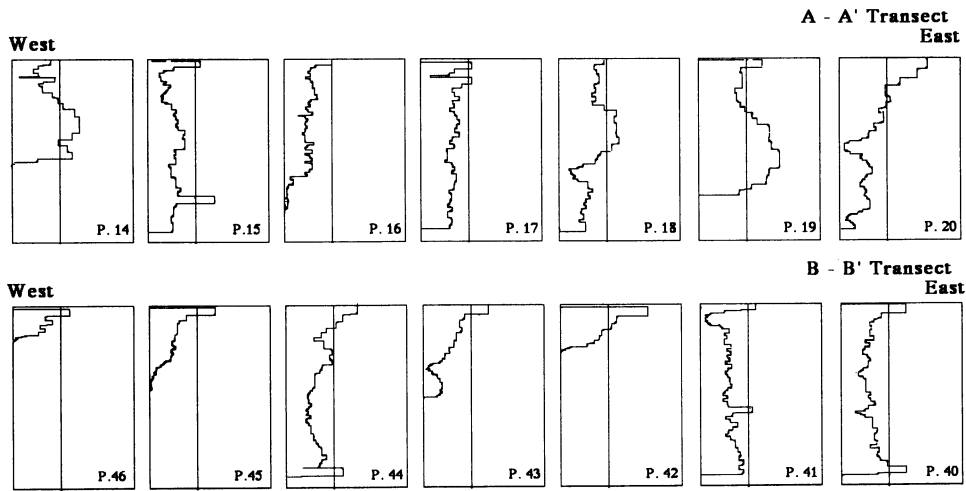 A - A' Transect
West
East
P. 14
P.15
P. 16
P. 17
P. 18
P. 19
P. 20
B - B' Transect
West
East
P.46
P.45
P. 44
P. 43
P. 42
P. 41
P. 40